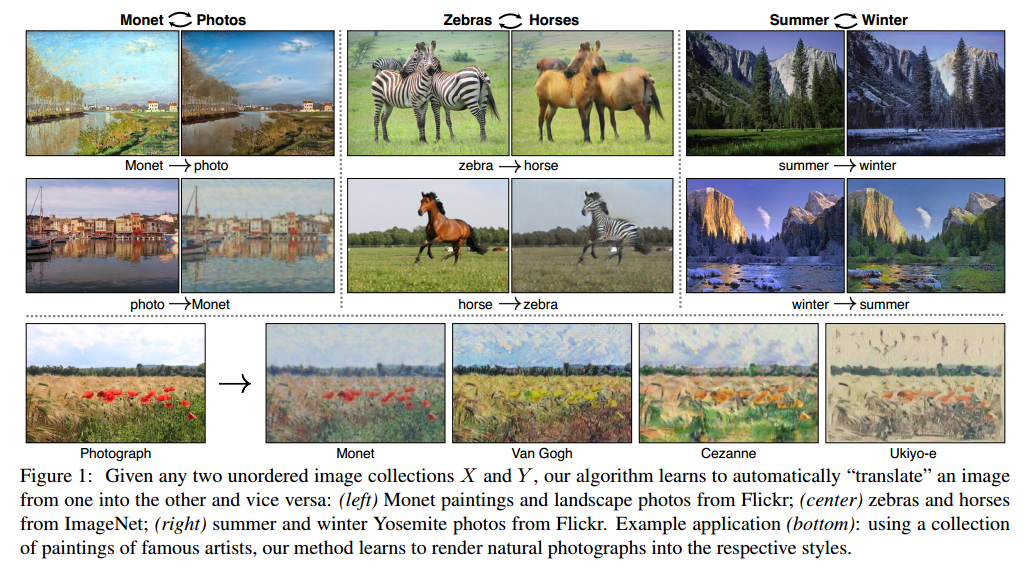 Monet ⇄ Photos
Zebras ⇄ Horses
Summer ⇄ Winter
Monet → photo
zebra → horse
summer → winter
photo → Monet
horse → zebra
winter → summer
→
Photograph
Monet
Van Gogh
Cezanne
Ukiyo-e
Figure 1: Given any two unordered image collections X and Y, our algorithm learns to automatically “translate” an image
from one into the other and vice versa: (left) Monet paintings and landscape photos from Flickr; (center) zebras and horses
from ImageNet; (right) summer and winter Yosemite photos from Flickr. Example application (bottom): using a collection
of paintings of famous artists, our method learns to render natural photographs into the respective styles.